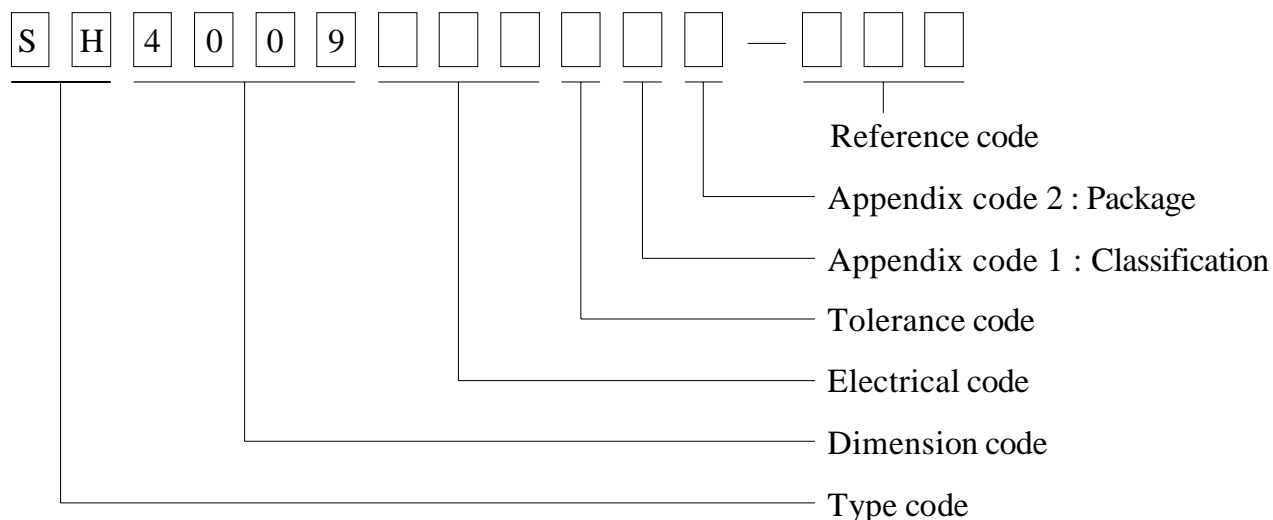 S H 4 0 0 9 —
Reference code
Appendix code 2 : Package
Appendix code 1 : Classification
Tolerance code
Electrical code
Dimension code
Type code